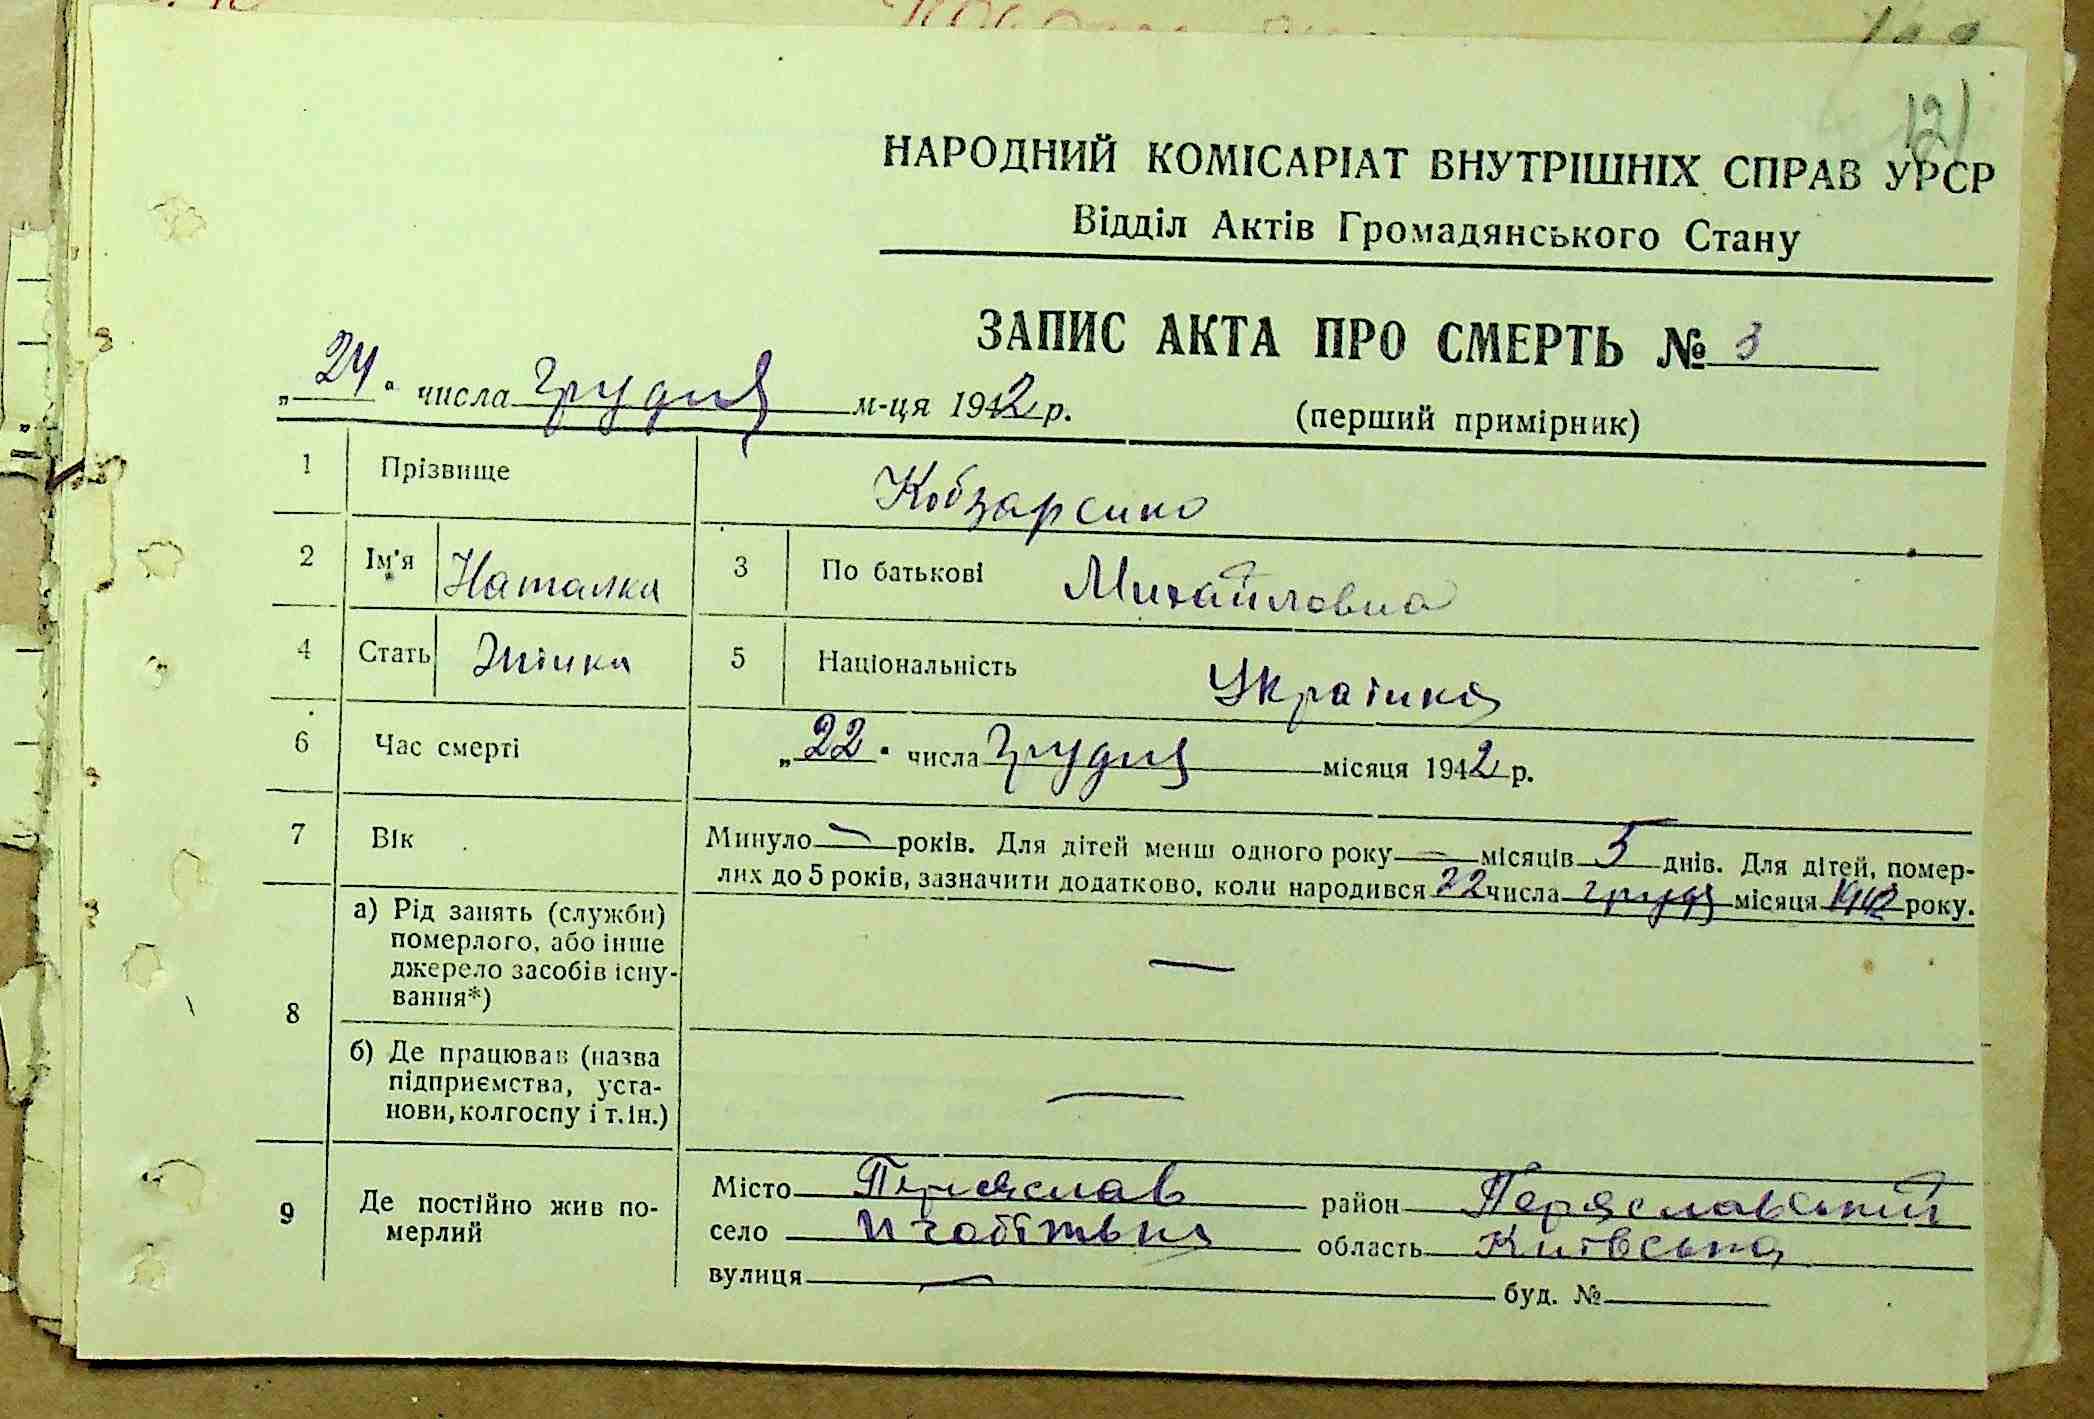 121
НАРОДНИЙ КОМІСАРІАТ ВНУТРІШНІХ СПРАВ УРСР
Відділ Актів Громадянського Стану
ЗАПИС АКТА ПРО СМЕРТЬ № 3
„24“ числа грудня м-ця 1942 р. (перший примірник)
1 Прізвище Кобзаренко
2 Ім'я Наталка 3 По батькові Михайловна
4 Стать Жінка 5 Національність Украінка
6 Час смерті „22“ числа грудня місяця 1942 р.
7 Вік Минуло — років. Для дітей менш одного року — місяців 5 днів. Для дітей, помер-
лих до 5 років, зазначити додатково, коли народився 22 числа грудня місяця 1942 року.
8 а) Рід занять (служби)
померлого, або інше
джерело засобів існу-
вання*) —
б) Де працював (назва
підприємства, уста-
нови, колгоспу і т. ін.) —
9 Де постійно жив по-
мерлий
Місто Переяслав район Переяславський
село область Київська
вулиця — буд. №